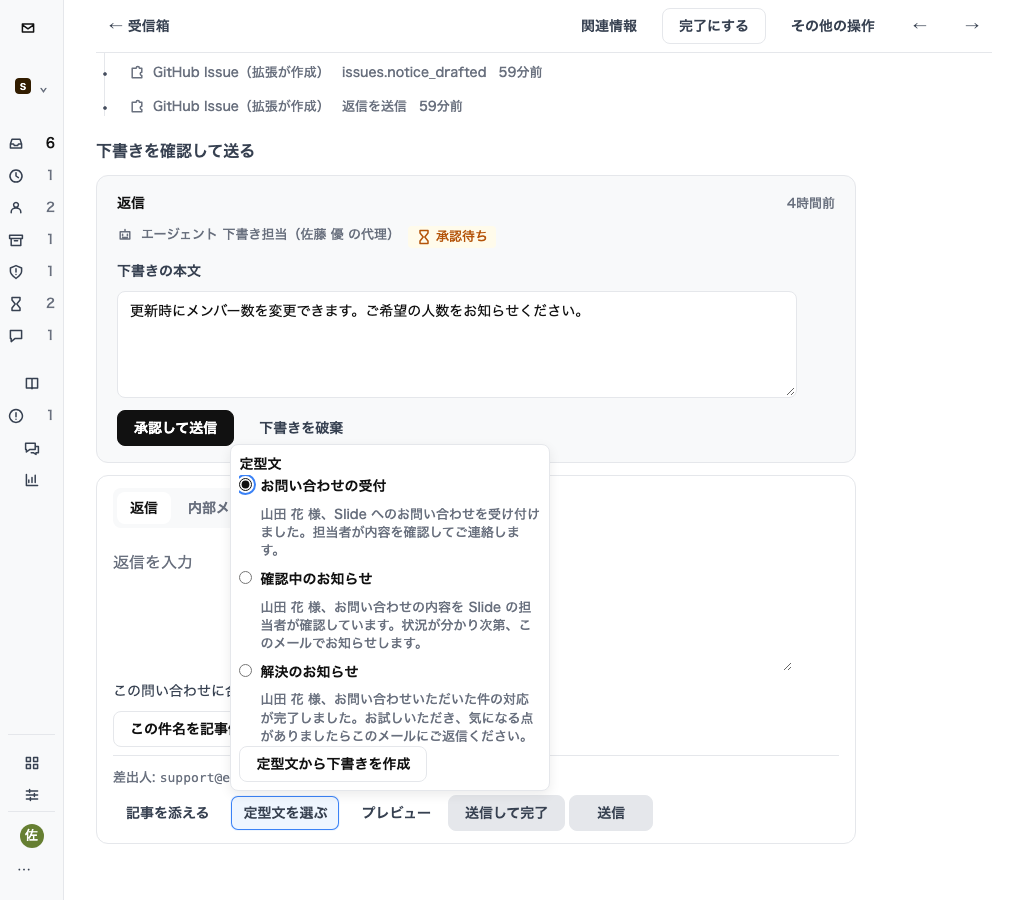 ← 受信箱
関連情報
完了にする
その他の操作
←
→
S
GitHub Issue（拡張が作成） issues.notice_drafted 59分前
GitHub Issue（拡張が作成） 返信を送信 59分前
6
1
2
1
1
2
1
1
下書きを確認して送る
返信
4時間前
エージェント 下書き担当（佐藤 優 の代理）
承認待ち
下書きの本文
更新時にメンバー数を変更できます。ご希望の人数をお知らせください。
承認して送信
下書きを破棄
定型文
お問い合わせの受付
山田 花 様、Slide へのお問い合わせを受け付け
ました。担当者が内容を確認してご連絡しま
す。
確認中のお知らせ
山田 花 様、お問い合わせの内容を Slide の担
当者が確認しています。状況が分かり次第、こ
のメールでお知らせします。
解決のお知らせ
山田 花 様、お問い合わせいただいた件の対応
が完了しました。お試しいただき、気になる点
がありましたらこのメールにご返信ください。
定型文から下書きを作成
返信
内部メ
返信を入力
この問い合わせに
この件名を記事
差出人: support@e
記事を添える
定型文を選ぶ
プレビュー
送信して完了
送信
佐
…